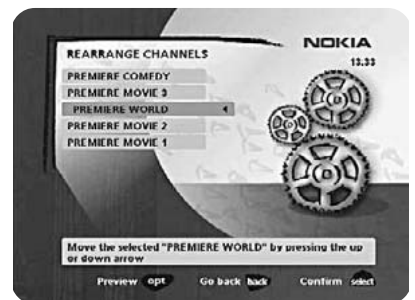 NOKIA
REARRANGE CHANNELS
13.33
PREMIERE COMEDY
PREMIERE MOVIE 3
PREMIERE WORLD
PREMIERE MOVIE 2
PREMIERE MOVIE 1
Move the selected "PREMIERE WORLD" by pressing the up
or down arrow
Preview opt Go back back Confirm select